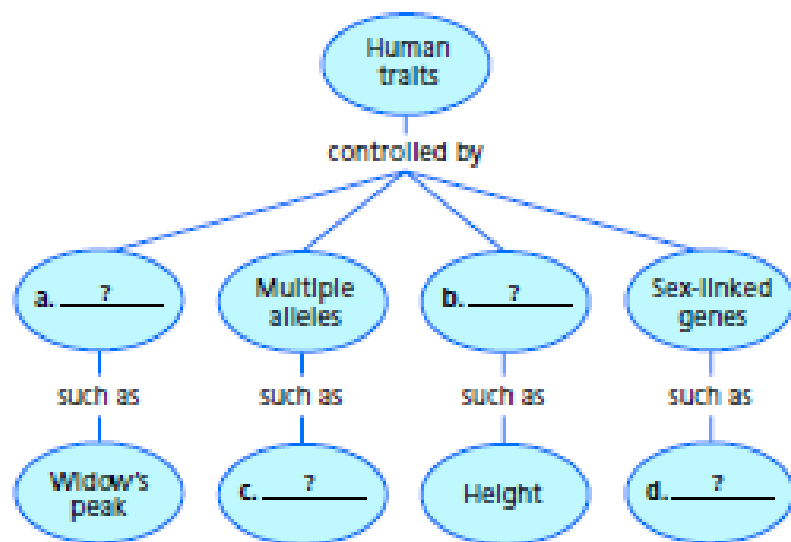 Human
traits
controlled by
a. ? 
Multiple
alleles
b. ?
Sex-linked
genes
such as
such as
such as
such as
Widow's
peak
c. ?
Height
d. ?